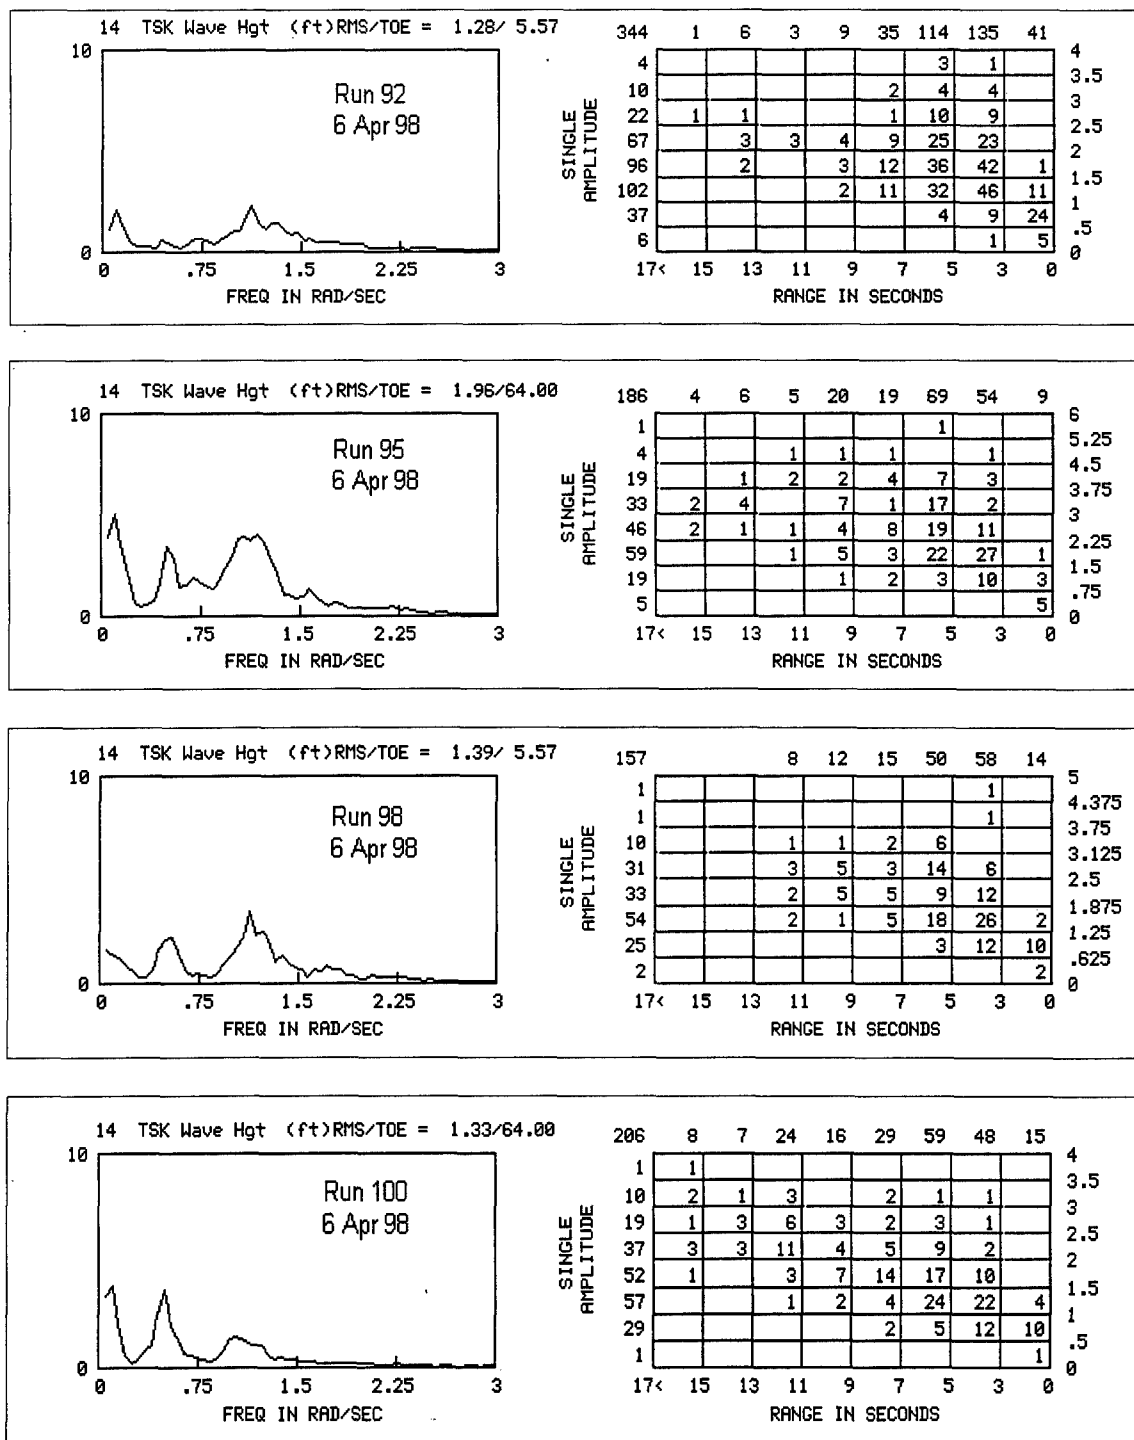 14 TSK Wave Hgt (ft)RMS/TOE = 1.28/ 5.57
10
Run 92
6 Apr 98
0
0 .75 1.5 2.25 3
FREQ IN RAD/SEC
344 1 6 3 9 35 114 135 41
4
4 3 1
3.5
10 2 4 4
3
22 1 1 1 10 9
2.5
67 3 3 4 9 25 23
2
96 2 3 12 36 42 1
1.5
102 2 11 32 46 11
1
37 4 9 24
.5
6 1 5
0
SINGLE
AMPLITUDE
17< 15 13 11 9 7 5 3 0
RANGE IN SECONDS
14 TSK Wave Hgt (ft)RMS/TOE = 1.96/64.00
10
Run 95
6 Apr 98
0
0 .75 1.5 2.25 3
FREQ IN RAD/SEC
186 4 6 5 20 19 69 54 9
6
1 1
5.25
4 1 1 1 1
4.5
19 1 2 2 4 7 3
3.75
33 2 4 7 1 17 2
3
46 2 1 1 4 8 19 11
2.25
59 1 5 3 22 27 1
1.5
19 1 2 3 10 3
.75
5 5
0
SINGLE
AMPLITUDE
17< 15 13 11 9 7 5 3 0
RANGE IN SECONDS
14 TSK Wave Hgt (ft)RMS/TOE = 1.39/ 5.57
10
Run 98
6 Apr 98
0
0 .75 1.5 2.25 3
FREQ IN RAD/SEC
157 8 12 15 50 58 14
5
1 1
4.375
1 1
3.75
10 1 1 2 6
3.125
31 3 5 3 14 6
2.5
33 2 5 5 9 12
1.875
54 2 1 5 18 26 2
1.25
25 3 12 10
.625
2 2
0
SINGLE
AMPLITUDE
17< 15 13 11 9 7 5 3 0
RANGE IN SECONDS
14 TSK Wave Hgt (ft)RMS/TOE = 1.33/64.00
10
Run 100
6 Apr 98
0
0 .75 1.5 2.25 3
FREQ IN RAD/SEC
206 8 7 24 16 29 59 48 15
4
1 1
3.5
10 2 1 3 2 1 1
3
19 1 3 6 3 2 3 1
2.5
37 3 3 11 4 5 9 2
2
52 1 3 7 14 17 10
1.5
57 1 2 4 24 22 4
1
29 2 5 12 10
.5
1 1
0
SINGLE
AMPLITUDE
17< 15 13 11 9 7 5 3 0
RANGE IN SECONDS